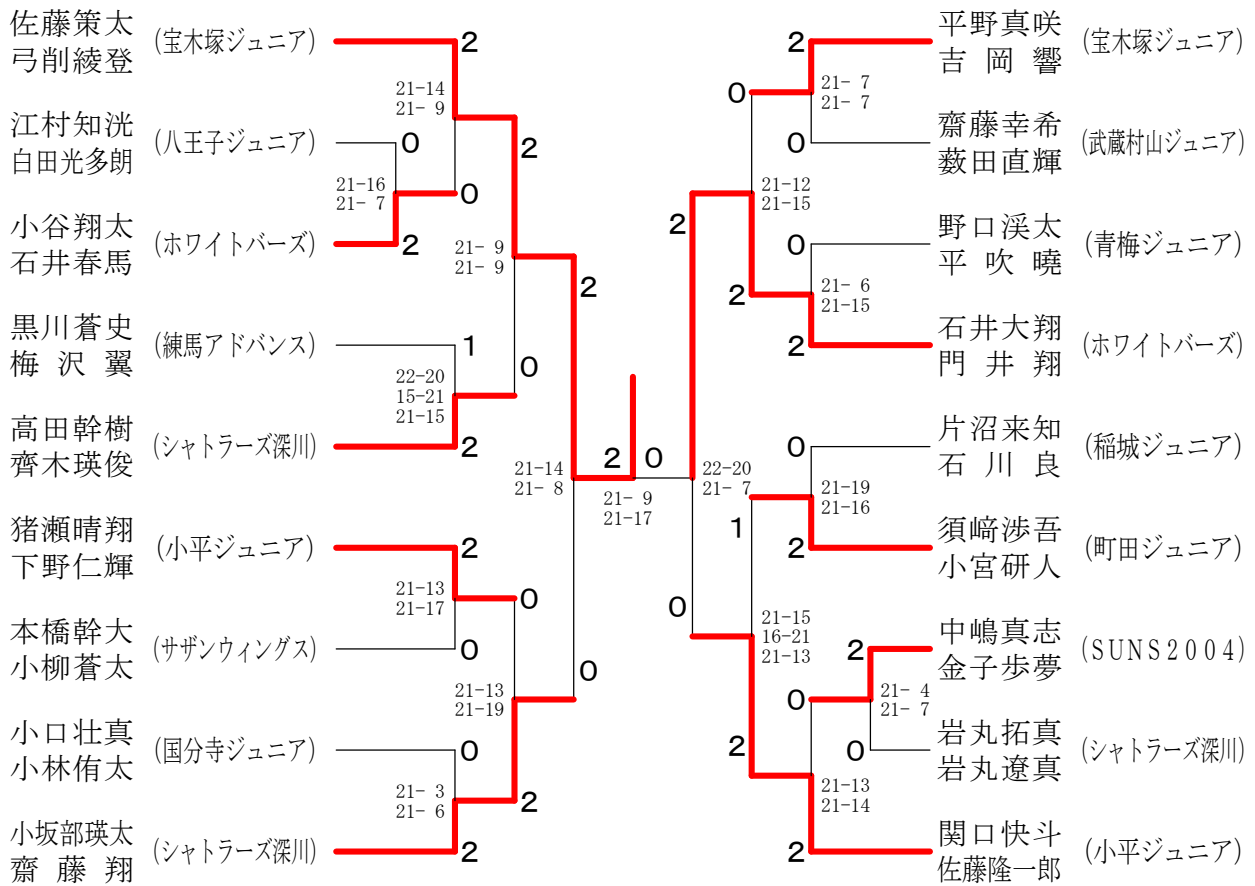 佐藤策太
弓削綾登
(宝木塚ジュニア)
2
21-14
21- 9
江村知洸
白田光多朗
(八王子ジュニア)
0
2
21-16
21- 7
0
小谷翔太
石井春馬
(ホワイトバーズ)
2
21- 9
21- 9
2
黒川蒼史
梅沢翼
(練馬アドバンス)
1
0
22-20
15-21
21-15
高田幹樹
齊木瑛俊
(シャトラーズ深川)
2
21-14
21- 8
2
0
21- 9
21-17
猪瀬晴翔
下野仁輝
(小平ジュニア)
2
21-13
21-17
0
本橋幹大
小柳蒼太
(サザンウィングス)
0
0
21-13
21-19
小口壮真
小林侑太
(国分寺ジュニア)
0
21- 3
21- 6
2
小坂部瑛太
齋藤翔
(シャトラーズ深川)
2
平野真咲
吉岡響
(宝木塚ジュニア)
2
0
21- 7
21- 7
齋藤幸希
薮田直輝
(武蔵村山ジュニア)
0
21-12
21-15
2
野口渓太
平吹曉
(青梅ジュニア)
0
2
21- 6
21-15
石井大翔
門井翔
(ホワイトバーズ)
2
片沼来知
石川良
(稲城ジュニア)
0
22-20
21- 7
21-19
21-16
1
須﨑渉吾
小宮研人
(町田ジュニア)
2
0
21-15
16-21
21-13
中嶋真志
金子歩夢
(SUNS2004)
2
0
21- 4
21- 7
岩丸拓真
岩丸遼真
(シャトラーズ深川)
0
2
21-13
21-14
関口快斗
佐藤隆一郎
(小平ジュニア)
2